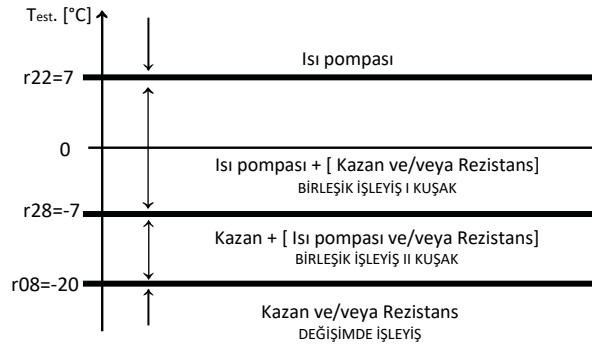 Test. [°C]
Isı pompası
r22=7
0
Isı pompası + [ Kazan ve/veya Rezistans]
BİRLEŞİK İŞLEYİŞ I KUŞAK
r28=-7
Kazan + [ Isı pompası ve/veya Rezistans]
BİRLEŞİK İŞLEYİŞ II KUŞAK
r08=-20
Kazan ve/veya Rezistans
DEĞİŞİMDE İŞLEYİŞ